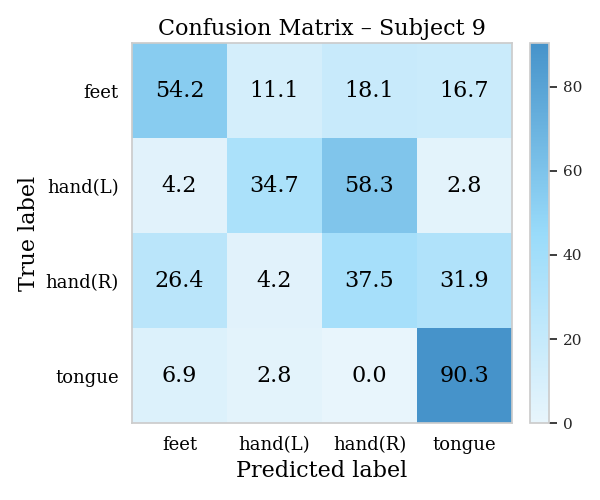 Confusion Matrix – Subject 9
True label
feet 54.2 11.1 18.1 16.7
hand(L) 4.2 34.7 58.3 2.8
hand(R) 26.4 4.2 37.5 31.9
tongue 6.9 2.8 0.0 90.3
feet hand(L) hand(R) tongue
Predicted label
80
60
40
20
0